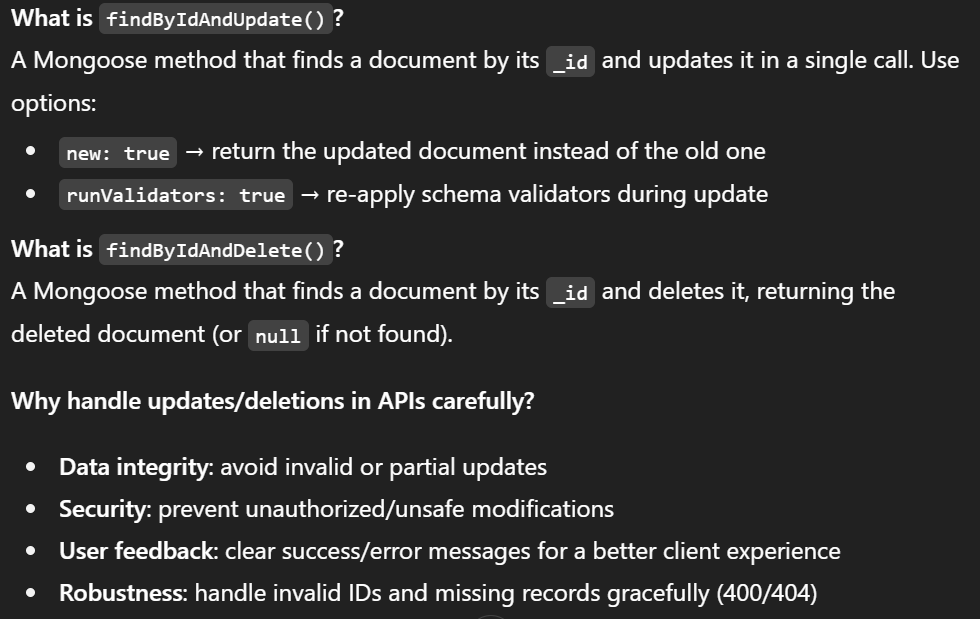 What is findByIdAndUpdate()?
A Mongoose method that finds a document by its _id and updates it in a single call. Use
options:
• new: true → return the updated document instead of the old one
• runValidators: true → re-apply schema validators during update
What is findByIdAndDelete()?
A Mongoose method that finds a document by its _id and deletes it, returning the
deleted document (or null if not found).
Why handle updates/deletions in APIs carefully?
• Data integrity: avoid invalid or partial updates
• Security: prevent unauthorized/unsafe modifications
• User feedback: clear success/error messages for a better client experience
• Robustness: handle invalid IDs and missing records gracefully (400/404)